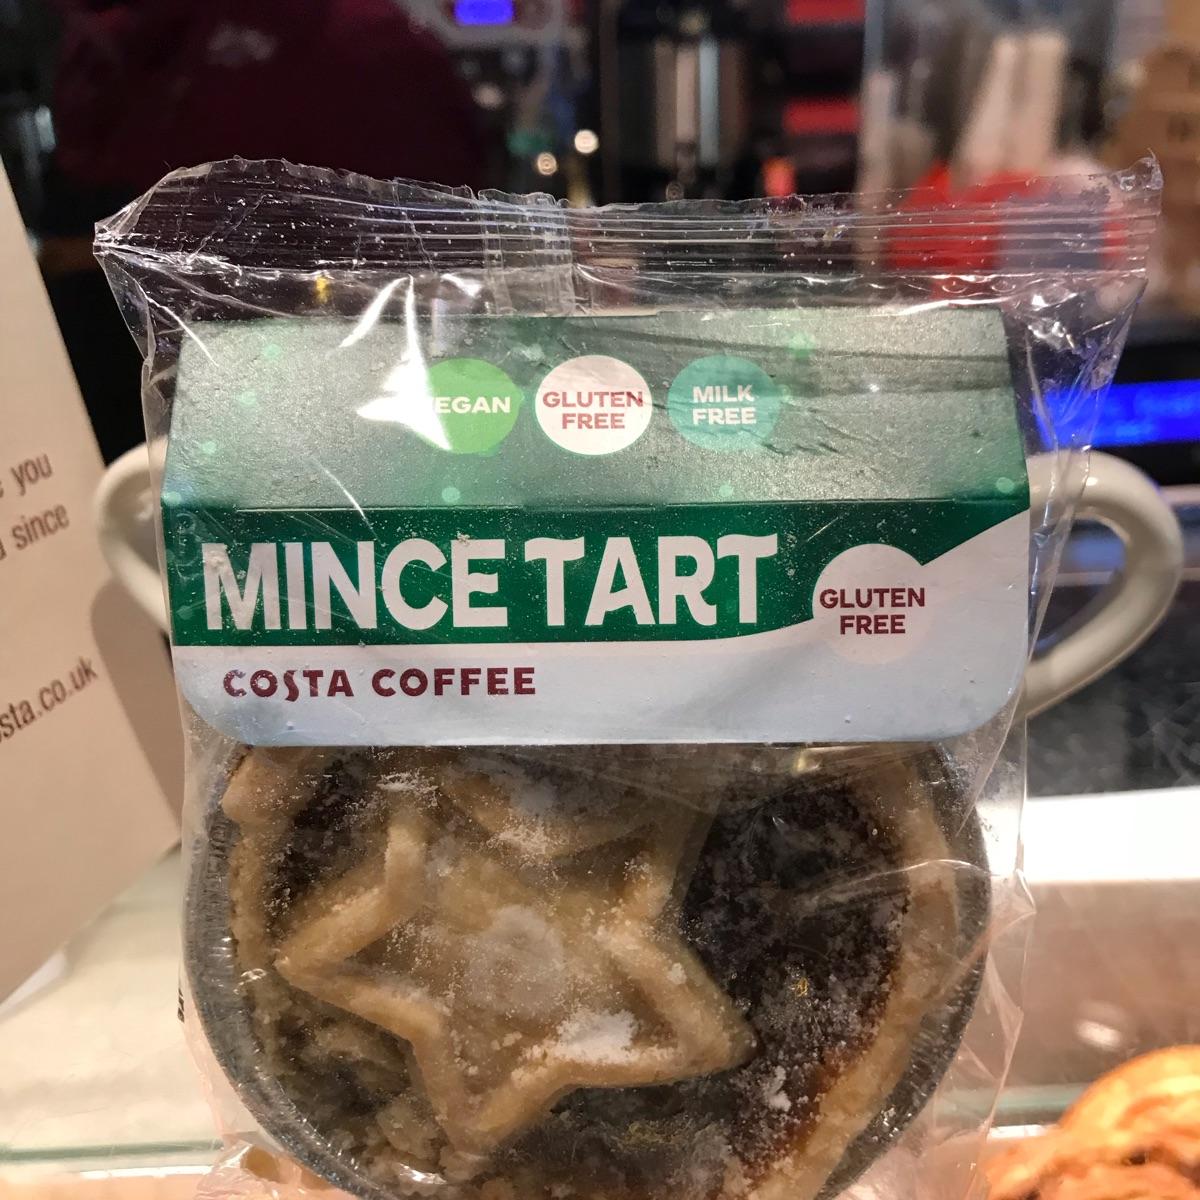 VEGAN
GLUTEN
FREE
MILK
FREE
MINCE TART
GLUTEN
FREE
COSTA COFFEE
you
since
sta.co.uk